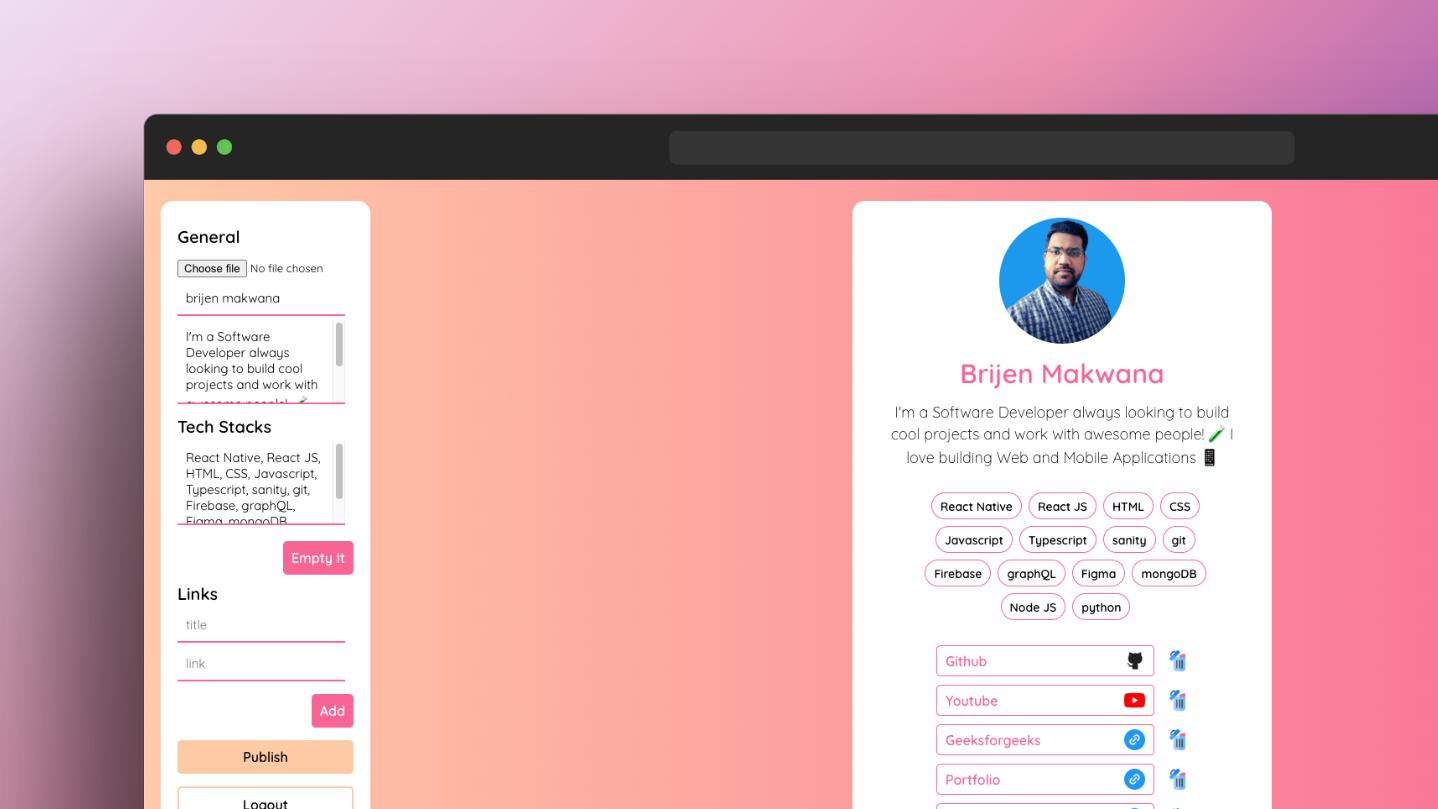 General
Choose file No file chosen
brijen makwana
I'm a Software
Developer always
looking to build cool
projects and work with
awesome people!
Tech Stacks
React Native, React JS,
HTML, CSS, Javascript,
Typescript, sanity, git,
Firebase, graphQL,
Figma, mongoDB
Empty It
Links
title
link
Add
Publish
Logout
Brijen Makwana
I'm a Software Developer always looking to build
cool projects and work with awesome people! 🧪 I
love building Web and Mobile Applications 📱
React Native React JS HTML CSS
Javascript Typescript sanity git
Firebase graphQL Figma mongoDB
Node JS python
Github
Youtube
Geeksforgeeks
Portfolio